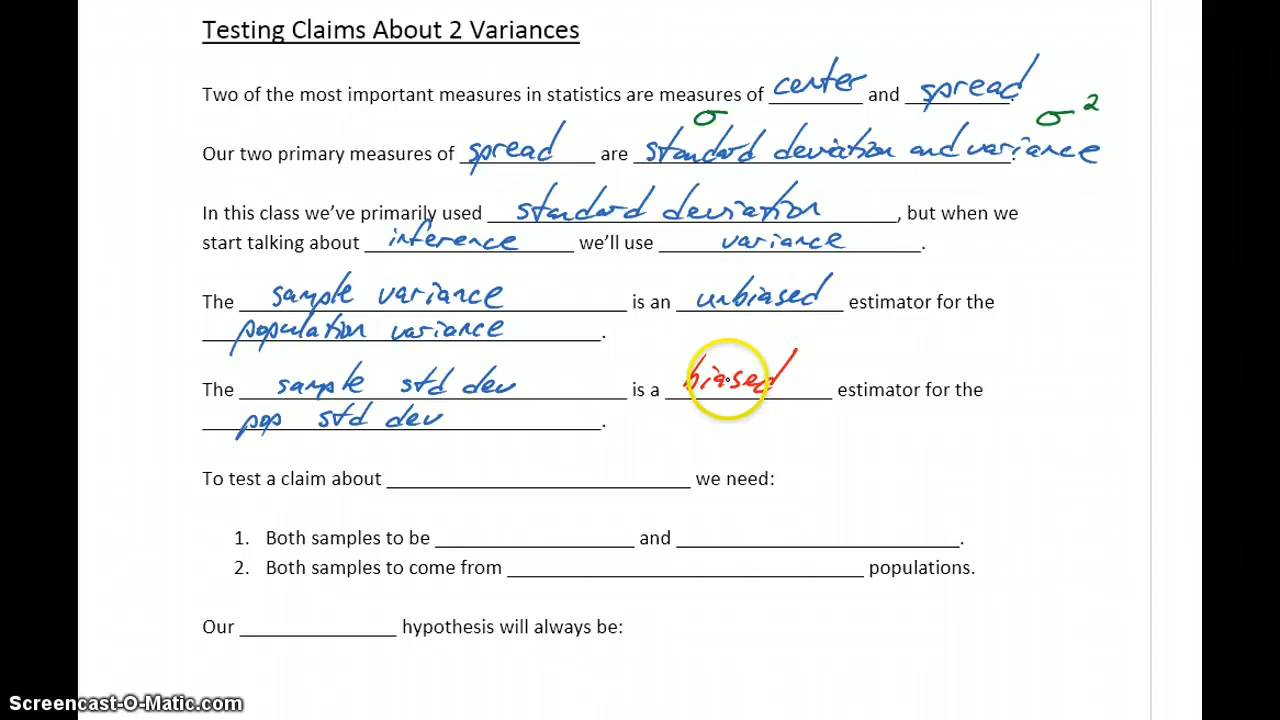 Testing Claims About 2 Variances
Two of the most important measures in statistics are measures of center and spread.
σ σ²
Our two primary measures of spread are standard deviation and variance.
In this class we've primarily used standard deviation, but when we
start talking about inference we'll use variance.
The sample variance is an unbiased estimator for the
population variance.
The sample std dev is a biased estimator for the
pop std dev.
To test a claim about ____________ we need:
1. Both samples to be ____________ and ____________.
2. Both samples to come from ____________ populations.
Our ____________ hypothesis will always be:
Screencast-O-Matic.com